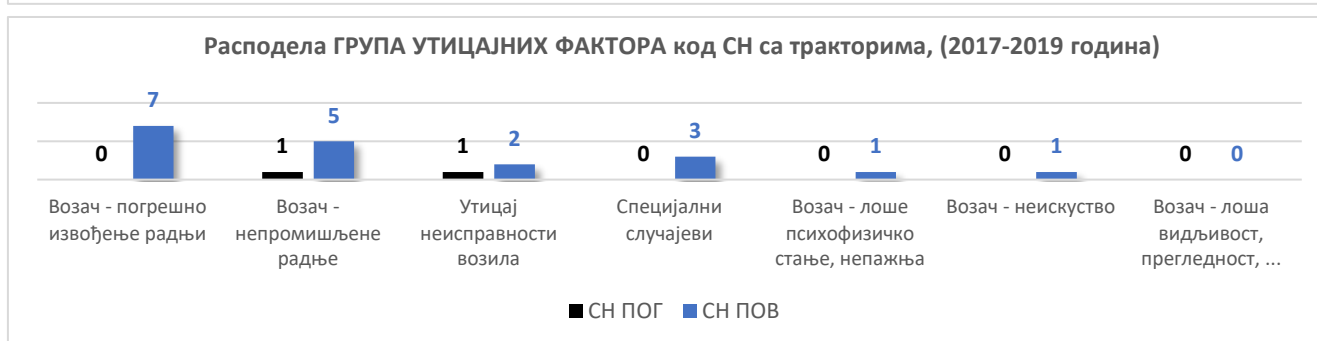 Расподела ГРУПА УТИЦАЈНИХ ФАКТОРА код СН са тракторима, (2017-2019 година)
0 7 1 5 1 2 0 3 0 1 0 1 0 0
Возач - погрешно извођење радњи
Возач - непромишљене радње
Утицај неисправности возила
Специјални случајеви
Возач - лоше психофизичко стање, непажња
Возач - неискуство
Возач - лоша видљивост, прегледност, ...
СН ПОГ СН ПОВ